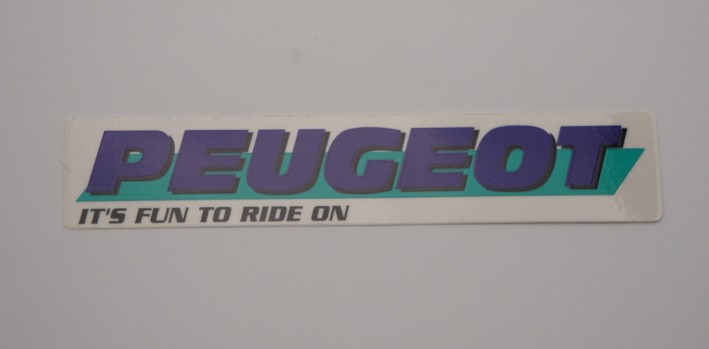 PEUGEOT
IT'S FUN TO RIDE ON